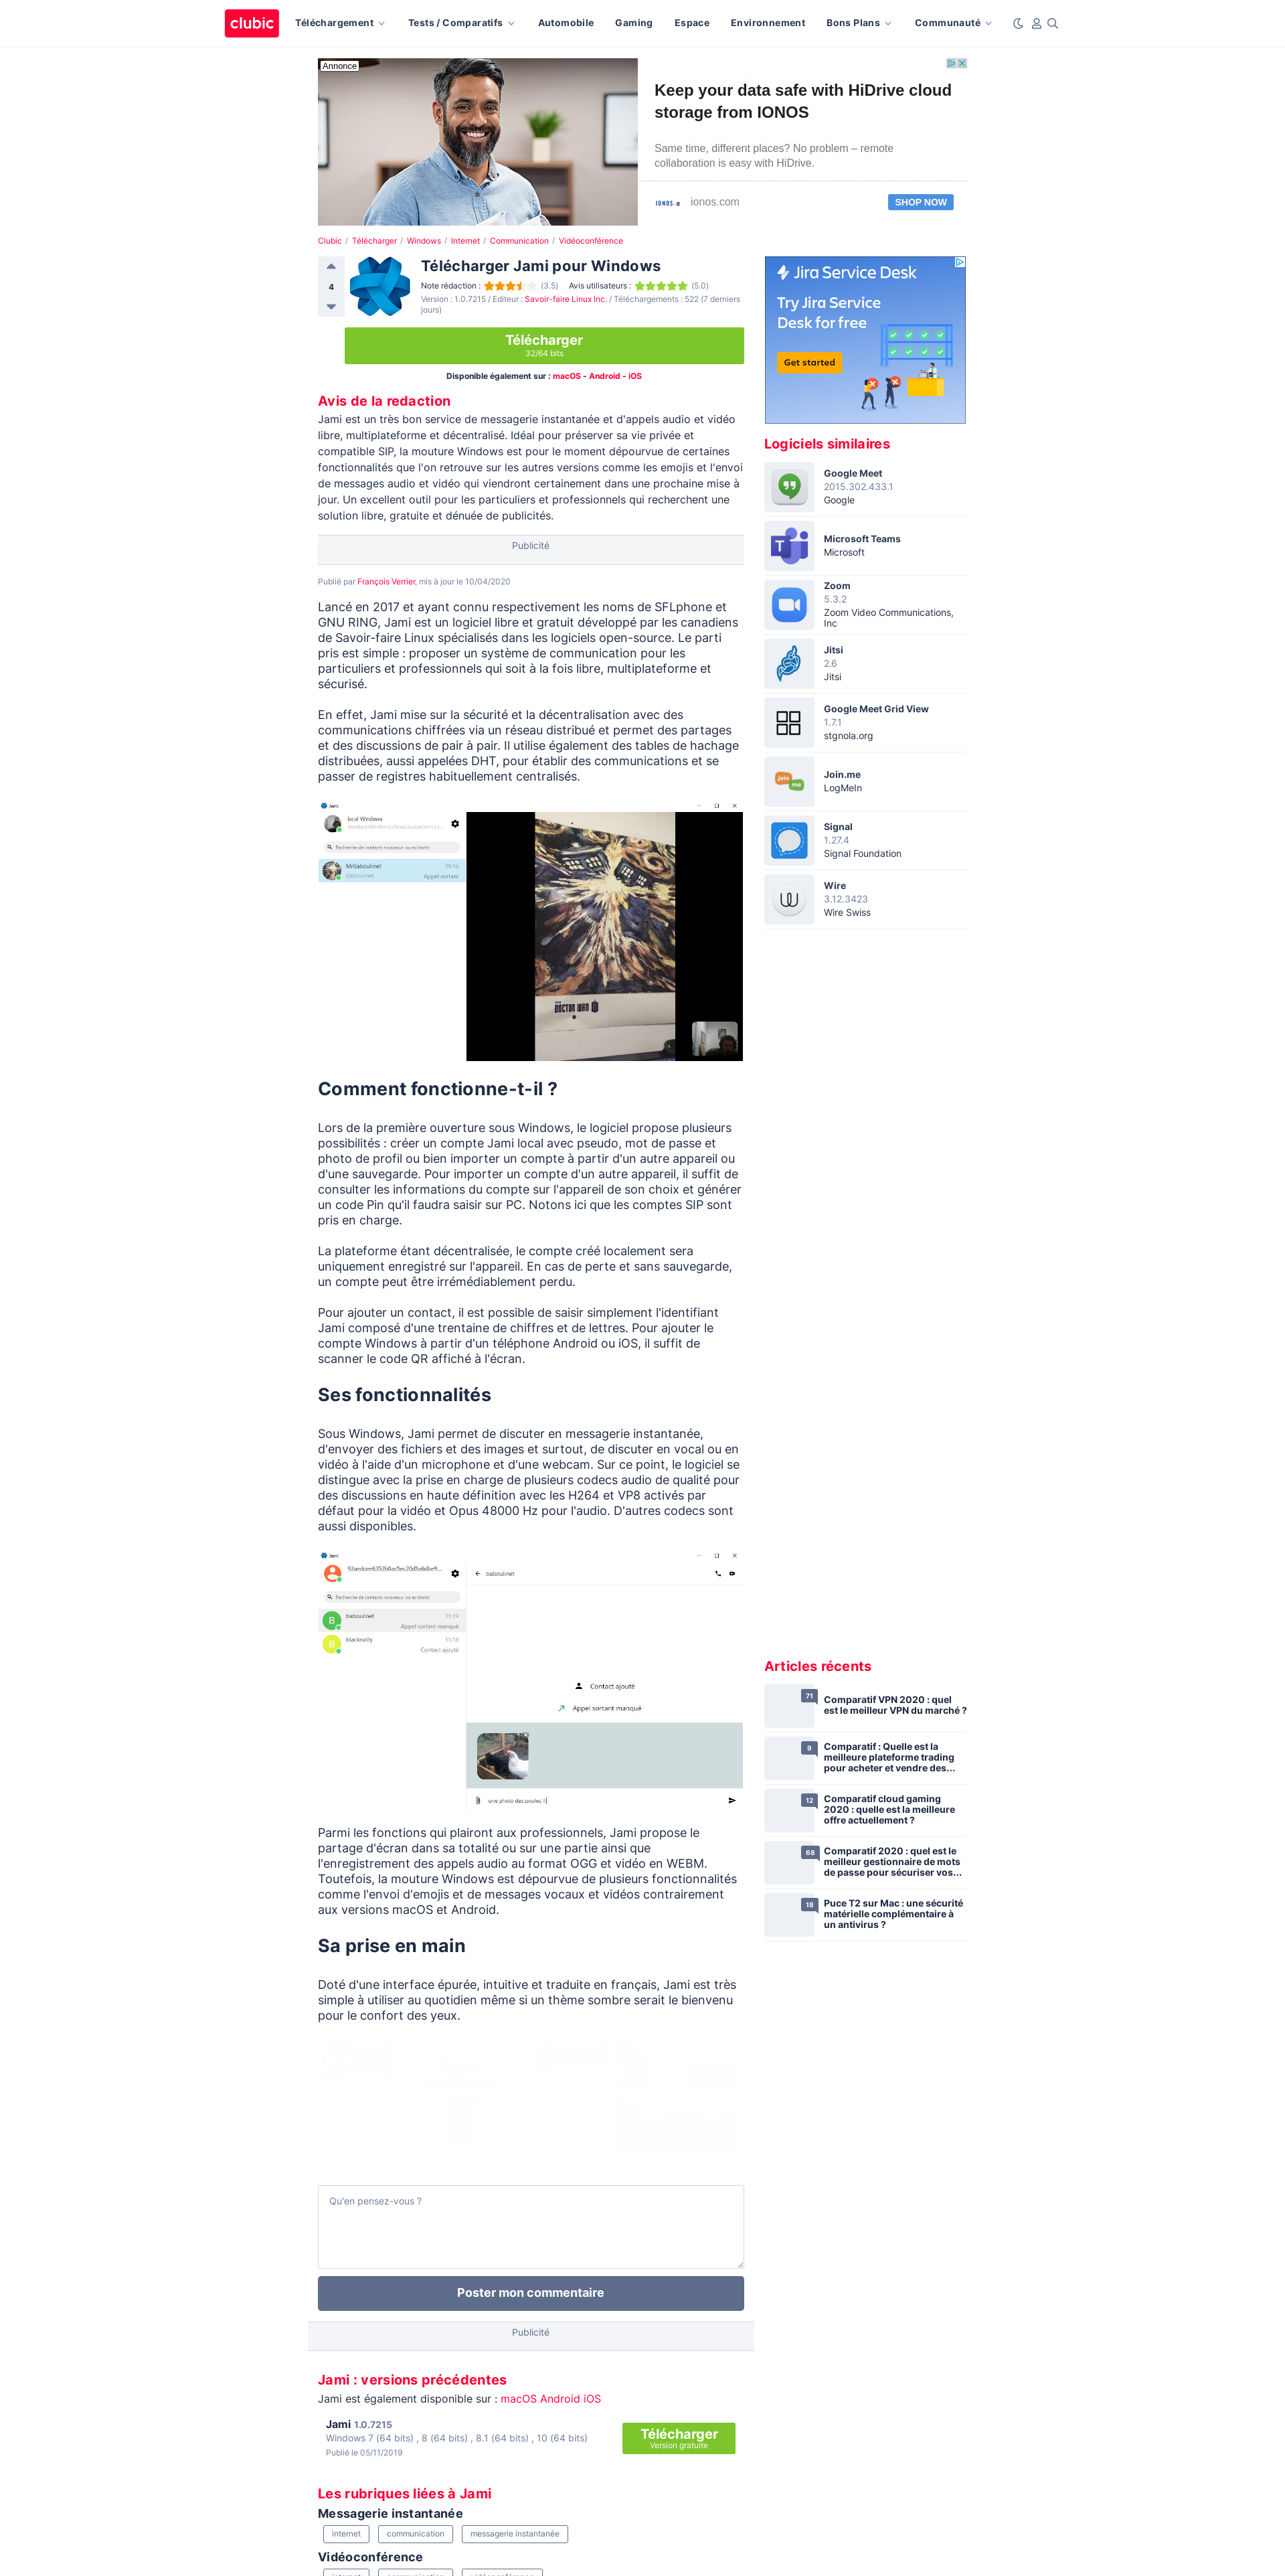 clubic
Téléchargement
Tests / Comparatifs
Automobile
Gaming
Espace
Environnement
Bons Plans
Communauté
Annonce
Keep your data safe with HiDrive cloud
storage from IONOS
Same time, different places? No problem – remote
collaboration is easy with HiDrive.
IONOS
ionos.com
SHOP NOW
Clubic / Télécharger / Windows / Internet / Communication / Vidéoconférence
4
Télécharger Jami pour Windows
Note rédaction : (3.5) Avis utilisateurs : (5.0)
Version : 1.0.7215 / Editeur : Savoir-faire Linux Inc. / Téléchargements : 522 (7 derniers
jours)
Télécharger
32/64 bits
Disponible également sur : macOS - Android - iOS
Avis de la redaction
Jami est un très bon service de messagerie instantanée et d'appels audio et vidéo
libre, multiplateforme et décentralisé. Idéal pour préserver sa vie privée et
compatible SIP, la mouture Windows est pour le moment dépourvue de certaines
fonctionnalités que l'on retrouve sur les autres versions comme les emojis et l'envoi
de messages audio et vidéo qui viendront certainement dans une prochaine mise à
jour. Un excellent outil pour les particuliers et professionnels qui recherchent une
solution libre, gratuite et dénuée de publicités.
Publicité
Publié par François Verrier, mis à jour le 10/04/2020
Lancé en 2017 et ayant connu respectivement les noms de SFLphone et
GNU RING, Jami est un logiciel libre et gratuit développé par les canadiens
de Savoir-faire Linux spécialisés dans les logiciels open-source. Le parti
pris est simple : proposer un système de communication pour les
particuliers et professionnels qui soit à la fois libre, multiplateforme et
sécurisé.
En effet, Jami mise sur la sécurité et la décentralisation avec des
communications chiffrées via un réseau distribué et permet des partages
et des discussions de pair à pair. Il utilise également des tables de hachage
distribuées, aussi appelées DHT, pour établir des communications et se
passer de registres habituellement centralisés.
Jami
local Windows
Recherche de contacts nouveaux ou existants
Mrllaboulinet 09:16
baboulinet Appel sortant
DOCTOR WHO
Comment fonctionne-t-il ?
Lors de la première ouverture sous Windows, le logiciel propose plusieurs
possibilités : créer un compte Jami local avec pseudo, mot de passe et
photo de profil ou bien importer un compte à partir d'un autre appareil ou
d'une sauvegarde. Pour importer un compte d'un autre appareil, il suffit de
consulter les informations du compte sur l'appareil de son choix et générer
un code Pin qu'il faudra saisir sur PC. Notons ici que les comptes SIP sont
pris en charge.
La plateforme étant décentralisée, le compte créé localement sera
uniquement enregistré sur l'appareil. En cas de perte et sans sauvegarde,
un compte peut être irrémédiablement perdu.
Pour ajouter un contact, il est possible de saisir simplement l'identifiant
Jami composé d'une trentaine de chiffres et de lettres. Pour ajouter le
compte Windows à partir d'un téléphone Android ou iOS, il suffit de
scanner le code QR affiché à l'écran.
Ses fonctionnalités
Sous Windows, Jami permet de discuter en messagerie instantanée,
d'envoyer des fichiers et des images et surtout, de discuter en vocal ou en
vidéo à l'aide d'un microphone et d'une webcam. Sur ce point, le logiciel se
distingue avec la prise en charge de plusieurs codecs audio de qualité pour
des discussions en haute définition avec les H264 et VP8 activés par
défaut pour la vidéo et Opus 48000 Hz pour l'audio. D'autres codecs sont
aussi disponibles.
Jami
92aedcee6352b0ac5ec20d5a6dbe9...
baboulinet
Recherche de contacts nouveaux ou existants
B baboulinet 15:19
Appel sortant manqué
B blacknatly 15:18
Contact ajouté
Contact ajouté
Appel sortant manqué
une photo des poules !
Parmi les fonctions qui plairont aux professionnels, Jami propose le
partage d'écran dans sa totalité ou sur une partie ainsi que
l'enregistrement des appels audio au format OGG et vidéo en WEBM.
Toutefois, la mouture Windows est dépourvue de plusieurs fonctionnalités
comme l'envoi d'emojis et de messages vocaux et vidéos contrairement
aux versions macOS et Android.
Sa prise en main
Doté d'une interface épurée, intuitive et traduite en français, Jami est très
simple à utiliser au quotidien même si un thème sombre serait le bienvenu
pour le confort des yeux.
Qu'en pensez-vous ?
Poster mon commentaire
Publicité
Jami : versions précédentes
Jami est également disponible sur : macOS Android iOS
Jami 1.0.7215
Windows 7 (64 bits) , 8 (64 bits) , 8.1 (64 bits) , 10 (64 bits)
Publié le 05/11/2019
Télécharger
Version gratuite
Les rubriques liées à Jami
Messagerie instantanée
internet
communication
messagerie instantanée
Vidéoconférence
Jira Service Desk
Try Jira Service
Desk for free
Get started
Logiciels similaires
Google Meet
2015.302.433.1
Google
Microsoft Teams
Microsoft
Zoom
5.3.2
Zoom Video Communications,
Inc
Jitsi
2.6
Jitsi
Google Meet Grid View
1.7.1
stgnola.org
join
me
Join.me
LogMeIn
Signal
1.27.4
Signal Foundation
Wire
3.12.3423
Wire Swiss
Articles récents
71
Comparatif VPN 2020 : quel
est le meilleur VPN du marché ?
9
Comparatif : Quelle est la
meilleure plateforme trading
pour acheter et vendre des...
12
Comparatif cloud gaming
2020 : quelle est la meilleure
offre actuellement ?
68
Comparatif 2020 : quel est le
meilleur gestionnaire de mots
de passe pour sécuriser vos...
18
Puce T2 sur Mac : une sécurité
matérielle complémentaire à
un antivirus ?